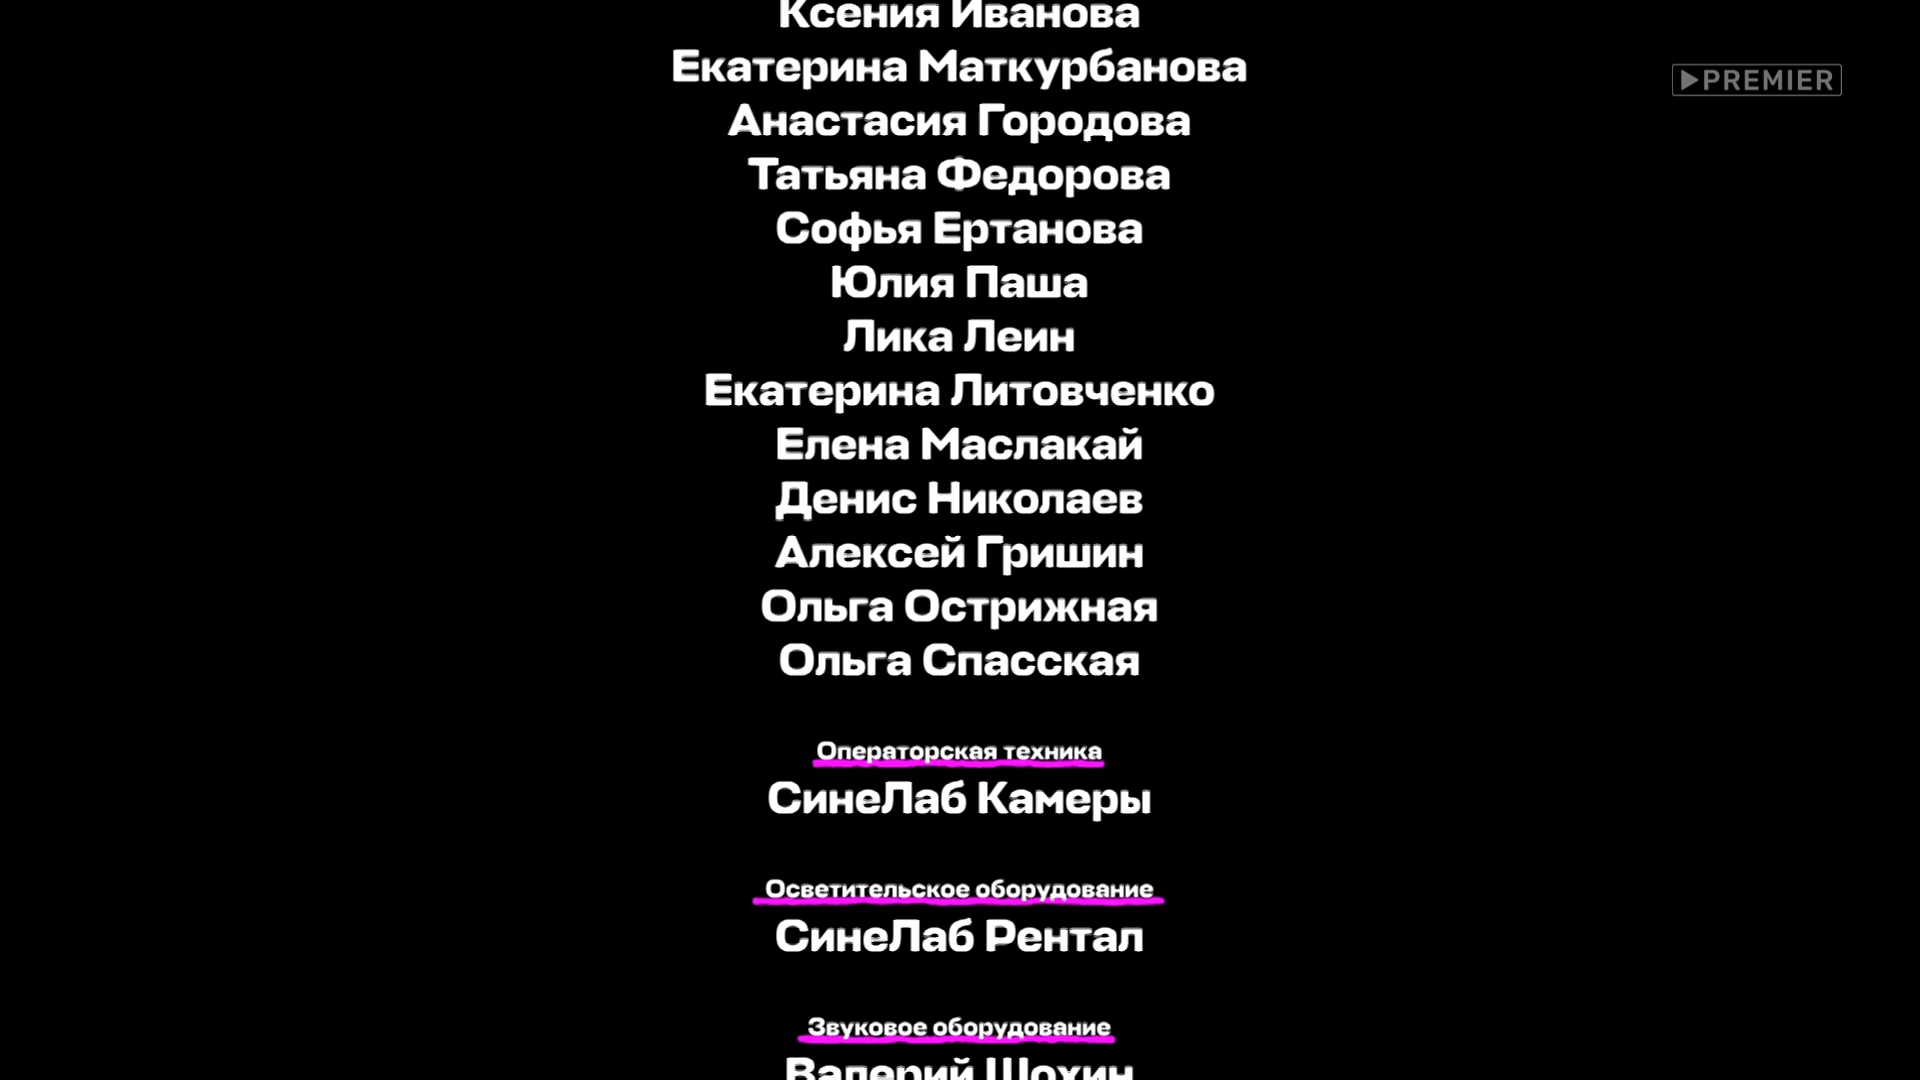 Ксения Иванова
Екатерина Маткурбанова
PREMIER
Анастасия Городова
Татьяна Федорова
Софья Ертанова
Юлия Паша
Лика Леин
Екатерина Литовченко
Елена Маслакай
Денис Николаев
Алексей Гришин
Ольга Острижная
Ольга Спасская
Операторская техника
СинеЛаб Камеры
Осветительское оборудование
СинеЛаб Рентал
Звуковое оборудование
Валерий Шохин